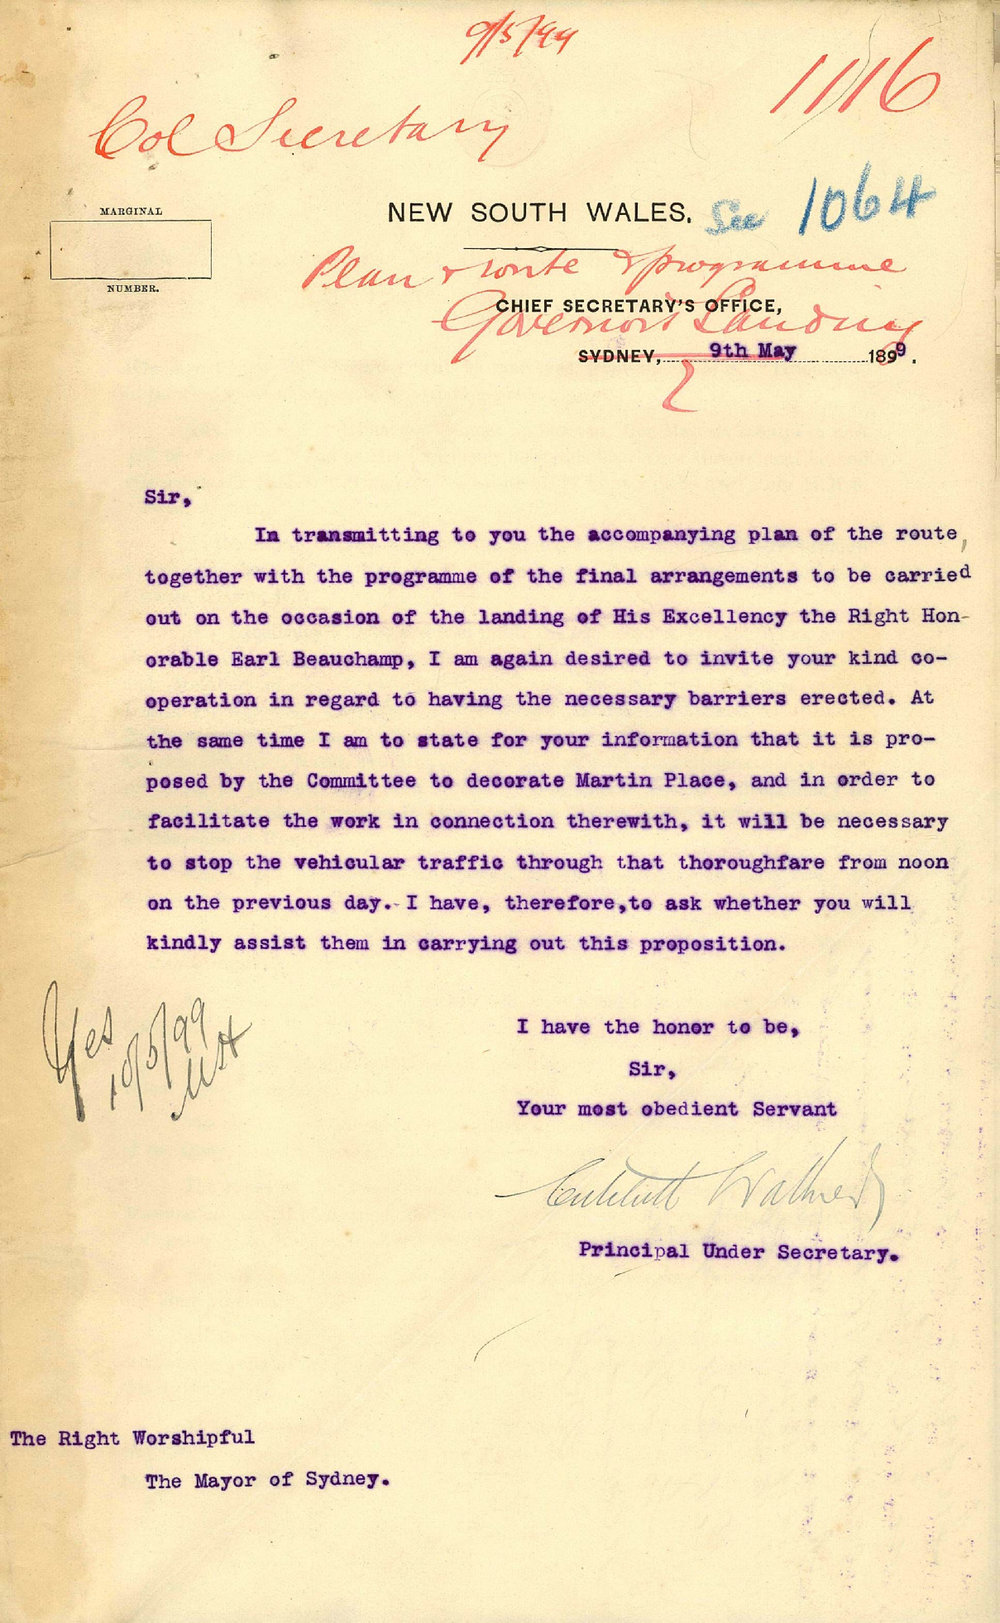 9/5/99
1116
Col Secretary
MARGINAL
NUMBER.
NEW SOUTH WALES.
See 1064
Plan & route & programme
CHIEF SECRETARY'S OFFICE,
Governor's Landing
SYDNEY, 9th May 1899.
Sir,
In transmitting to you the accompanying plan of the route,
together with the programme of the final arrangements to be carried
out on the occasion of the landing of His Excellency the Right Hon-
orable Earl Beauchamp, I am again desired to invite your kind co-
operation in regard to having the necessary barriers erected. At
the same time I am to state for your information that it is pro-
posed by the Committee to decorate Martin Place, and in order to
facilitate the work in connection therewith, it will be necessary
to stop the vehicular traffic through that thoroughfare from noon
on the previous day.- I have, therefore,to ask whether you will
kindly assist them in carrying out this proposition.
Yes
10/5/99
I have the honor to be,
Sir,
Your most obedient Servant
Critchett Walker
Principal Under Secretary.
The Right Worshipful
The Mayor of Sydney.